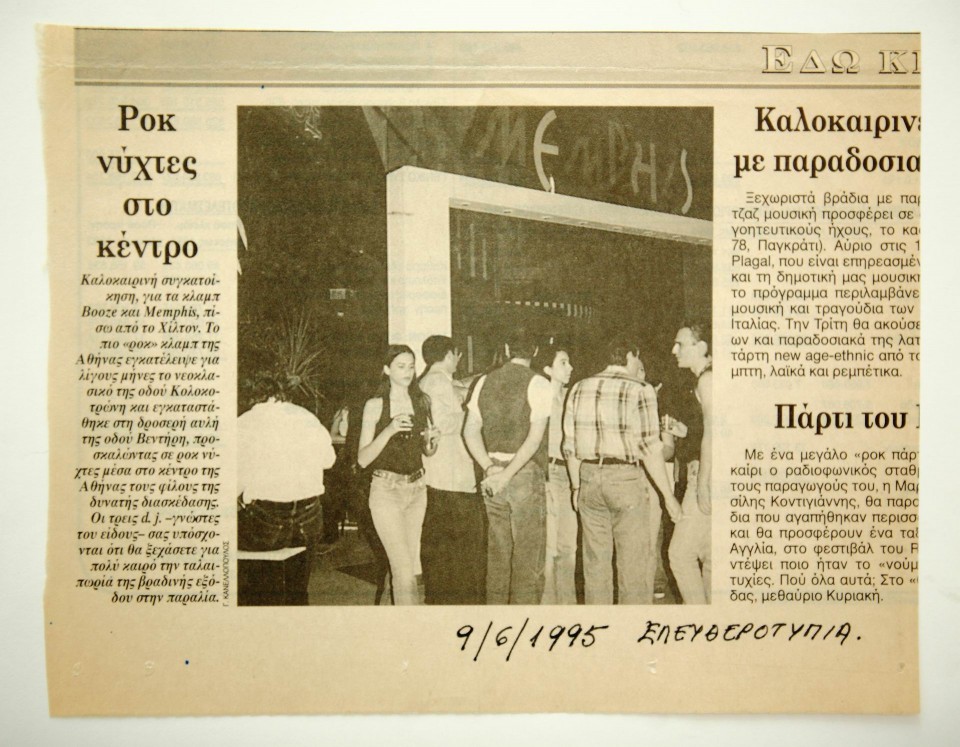 ΕΔΩ ΚΙ
Ροκ
νύχτες
στο
κέντρο
Καλοκαιρινή συγκατοί-
κηση, για τα κλαμπ
Booze και Memphis, πί-
σω από το Χίλτον. Το
πιο «ροκ» κλαμπ της
Αθήνας εγκατέλειψε για
λίγους μήνες το νεοκλα-
σικό της οδού Κολοκο-
τρώνη και εγκαταστά-
θηκε στη δροσερή αυλή
της οδού Βεντήρη, προ-
σκαλώντας σε ροκ νύ-
χτες μέσα στο κέντρο της
Αθήνας τους φίλους της
δυνατής διασκέδασης.
Οι τρεις d. j. –γνώστες
του είδους– σας υπόσχο-
νται ότι θα ξεχάσετε για
πολύ καιρό την ταλαι-
πωρία της βραδινής εξό-
δου στην παραλία.
Γ. ΚΑΝΕΛΛΟΠΟΥΛΟΣ
MEMPHIS
Καλοκαιριν
με παραδοσια
Ξεχωριστά βράδια με παρ
τζαζ μουσική προσφέρει σε
γοητευτικούς ήχους, το κα
78, Παγκράτι). Αύριο στις 1
Plagal, που είναι επηρεασμέν
και τη δημοτική μας μουσικ
το πρόγραμμα περιλαμβάνε
μουσική και τραγούδια των
Ιταλίας. Την Τρίτη θα ακούσε
ων και παραδοσιακά της λατ
τάρτη new age-ethnic από το
μπτη, λαϊκά και ρεμπέτικα.
Πάρτι του
Με ένα μεγάλο «ροκ πάρτ
καίρι ο ραδιοφωνικός σταθ
τους παραγωγούς του, η Μαρ
σίλης Κοντιγιάννης, θα παρο
δια που αγαπήθηκαν περισσ
και θα προσφέρουν ένα ταξ
Αγγλία, στο φεστιβάλ του R
ντέψει ποιο ήταν το «νούμ
τυχίες. Πού όλα αυτά; Στο «
δας, μεθαύριο Κυριακή.
9/6/1995 ΕΛΕΥΘΕΡΟΤΥΠΙΑ.